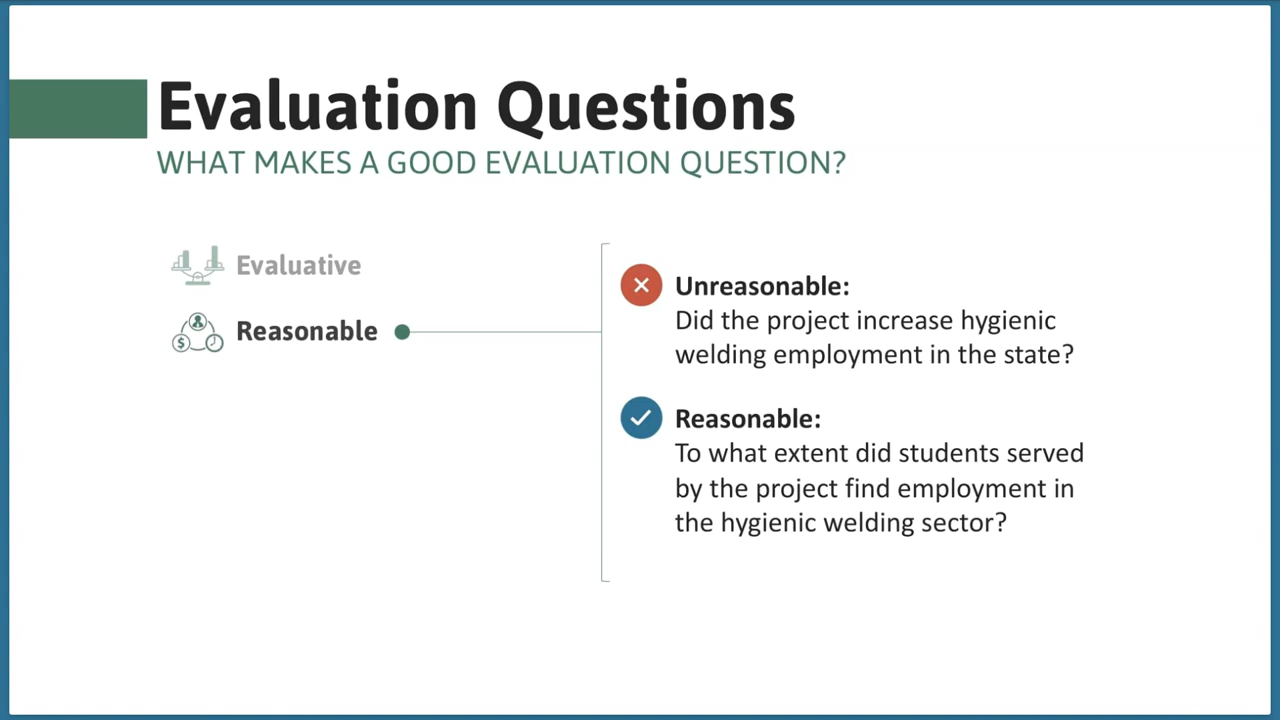 Evaluation Questions
WHAT MAKES A GOOD EVALUATION QUESTION?
Evaluative
Reasonable
$
Unreasonable:
Did the project increase hygienic
welding employment in the state?
Reasonable:
To what extent did students served
by the project find employment in
the hygienic welding sector?